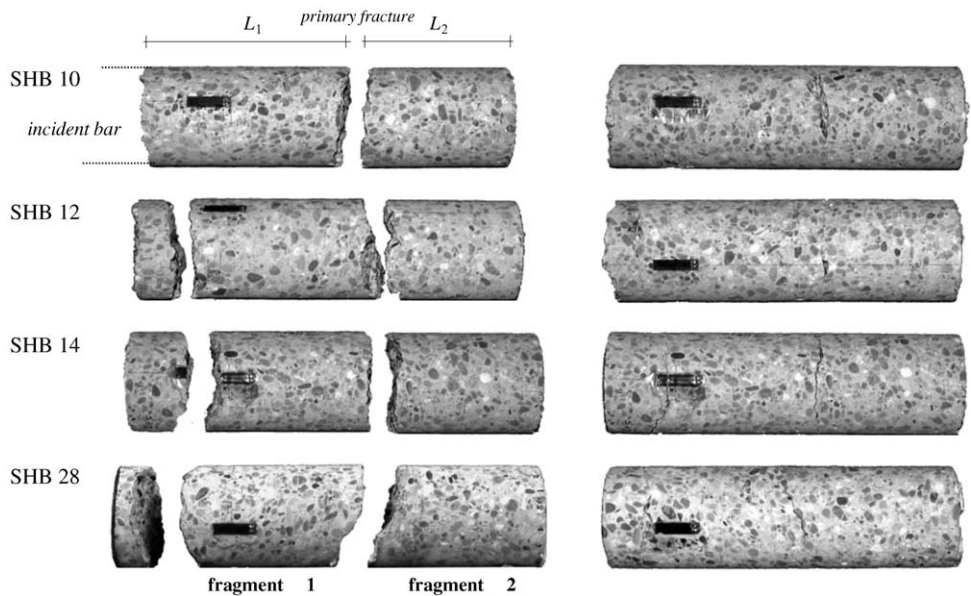 L1 primary fracture L2
SHB 10
incident bar
SHB 12
SHB 14
SHB 28
fragment 1 fragment 2